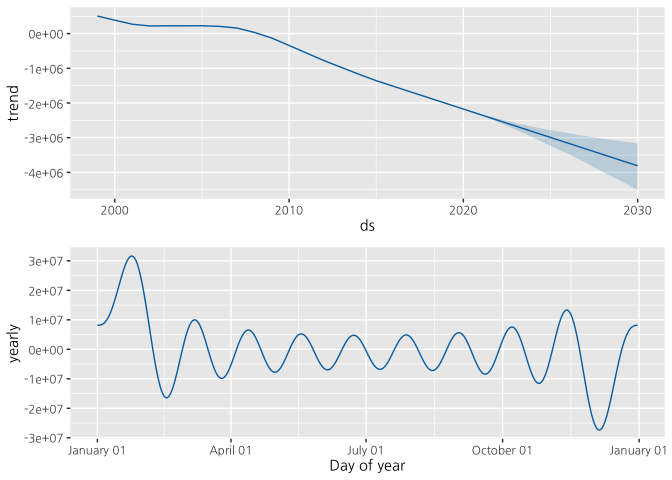 0e+00
-1e+06
-2e+06
-3e+06
-4e+06
trend
2000 2010 2020 2030
ds
3e+07
2e+07
1e+07
0e+00
-1e+07
-2e+07
-3e+07
yearly
January 01 April 01 July 01 October 01 January 01
Day of year